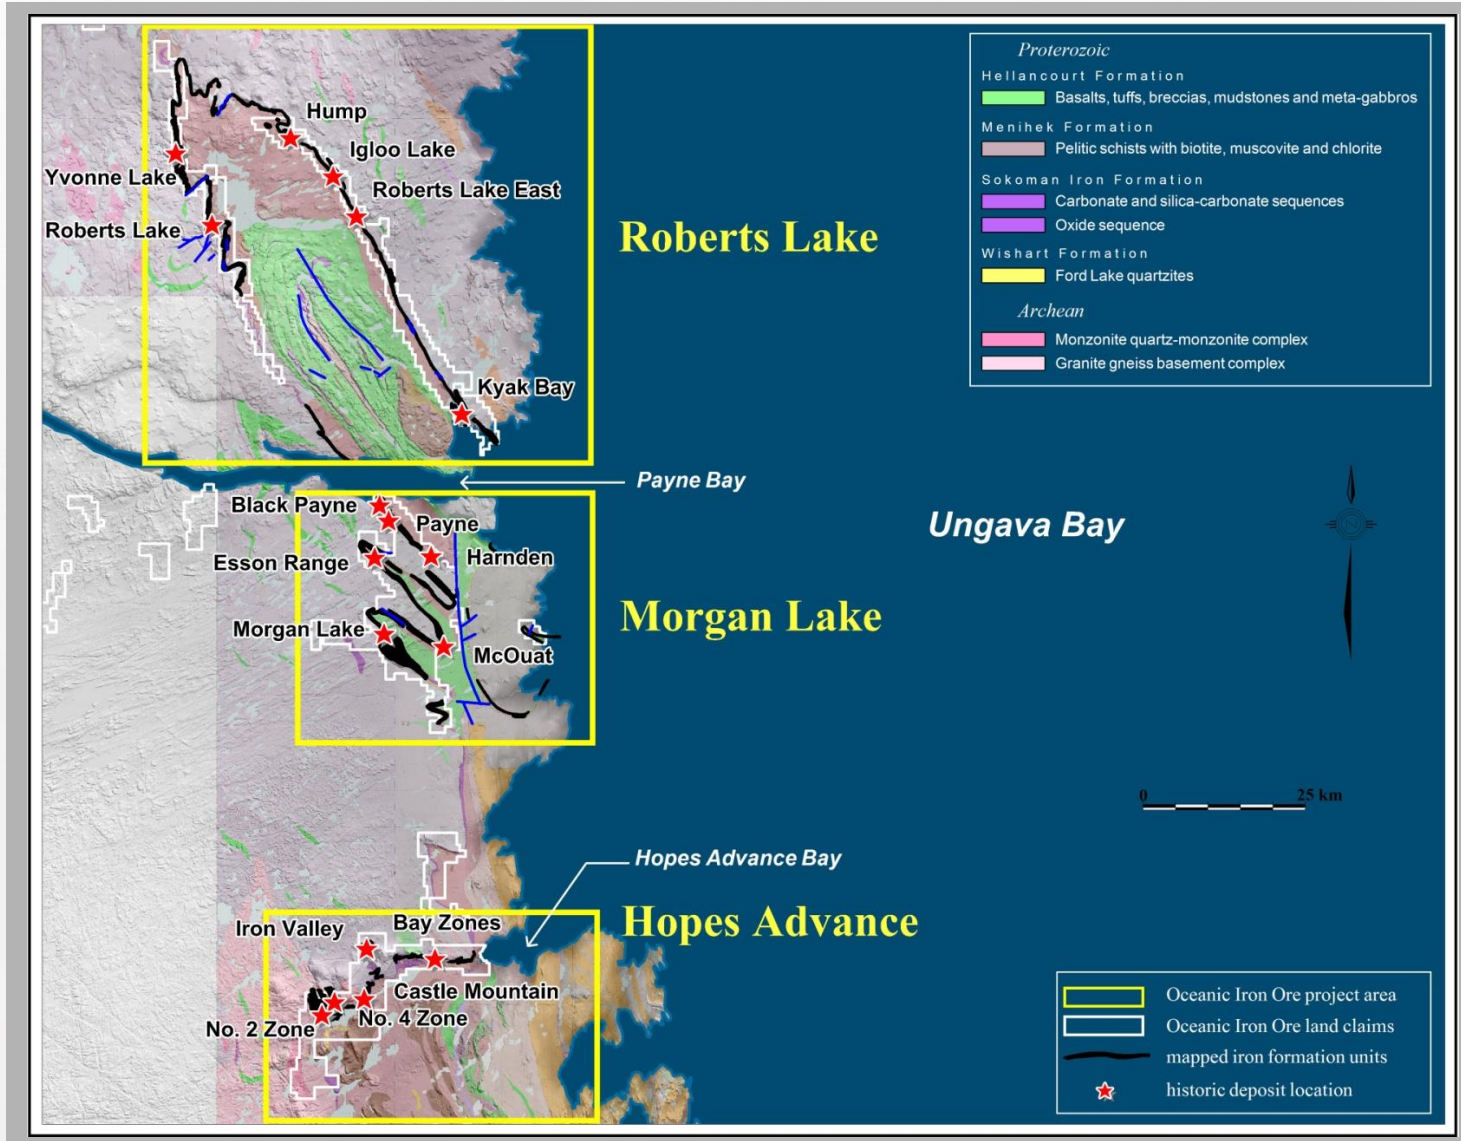 Proterozoic
Hellancourt Formation
Basalts, tuffs, breccias, mudstones and meta-gabbros
Menihek Formation
Pelitic schists with biotite, muscovite and chlorite
Sokoman Iron Formation
Carbonate and silica-carbonate sequences
Oxide sequence
Wishart Formation
Ford Lake quartzites
Archean
Monzonite quartz-monzonite complex
Granite gneiss basement complex
Hump
Igloo Lake
Yvonne Lake
Roberts Lake East
Roberts Lake
Roberts Lake
Kyak Bay
Payne Bay
Black Payne
Payne
Ungava Bay
Esson Range
Harnden
Morgan Lake
Morgan Lake
McOuat
0 25 km
Hopes Advance Bay
Iron Valley
Bay Zones
Hopes Advance
Castle Mountain
No. 4 Zone
No. 2 Zone
Oceanic Iron Ore project area
Oceanic Iron Ore land claims
mapped iron formation units
historic deposit location